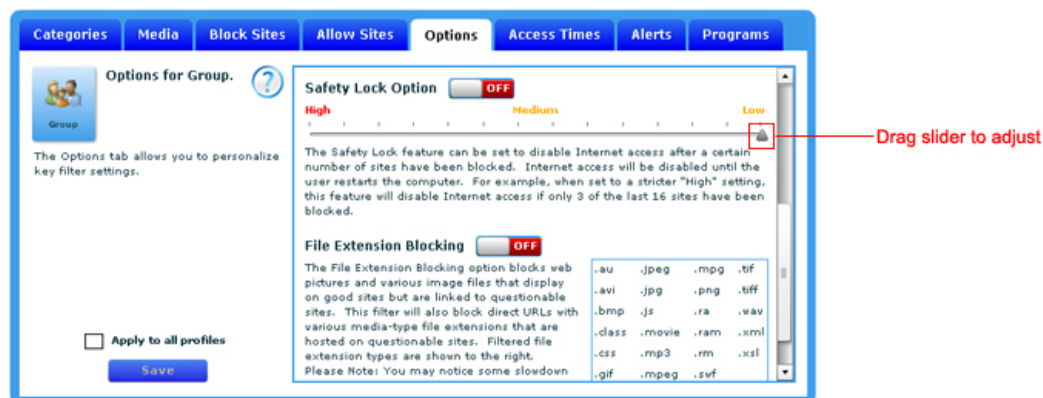 Categories Media Block Sites Allow Sites Options Access Times Alerts Programs
Options for Group.
?
Group
The Options tab allows you to personalize
key filter settings.
Apply to all profiles
Save
Safety Lock Option OFF
High Medium Low
The Safety Lock feature can be set to disable Internet access after a certain
number of sites have been blocked. Internet access will be disabled until the
user restarts the computer. For example, when set to a stricter "High" setting,
this feature will disable Internet access if only 3 of the last 16 sites have been
blocked.
File Extension Blocking OFF
The File Extension Blocking option blocks web
pictures and various image files that display
on good sites but are linked to questionable
sites. This filter will also block direct URLs with
various media-type file extensions that are
hosted on questionable sites. Filtered file
extension types are shown to the right.
Please Note: You may notice some slowdown
.au .jpeg .mpg .tif
.avi .jpg .png .tiff
.bmp .js .ra .wav
.class .movie .ram .xml
.css .mp3 .rm .xsl
.gif .mpeg .swf
Drag slider to adjust